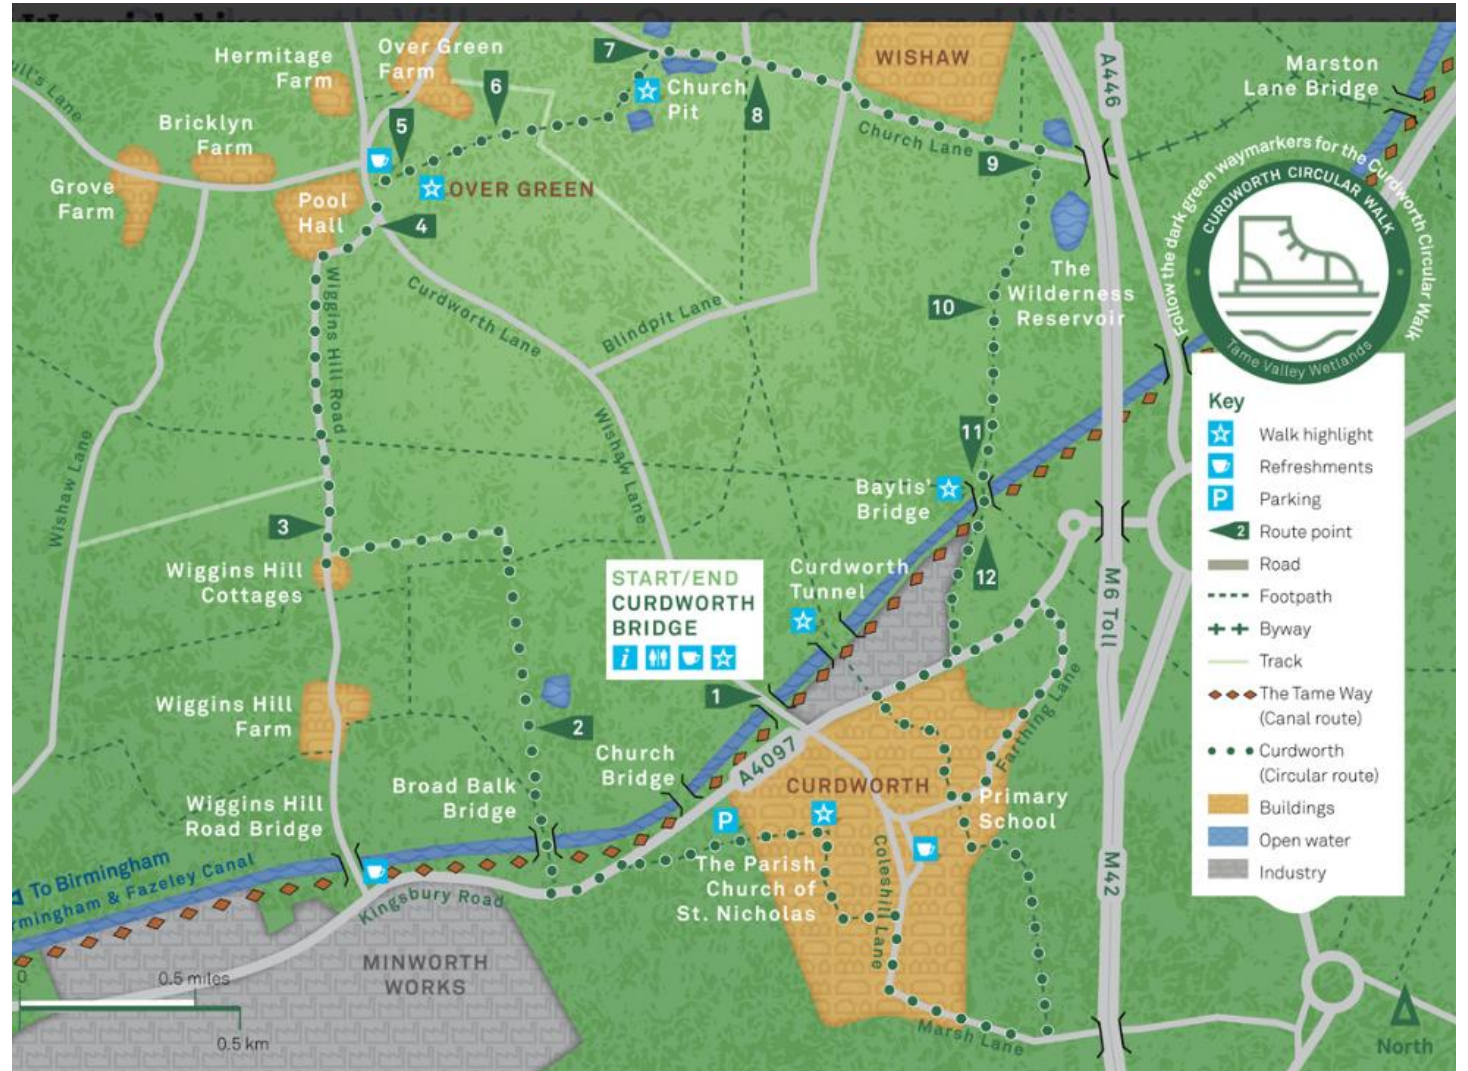 Hermitage
Farm
Over Green
Farm
7
6
5
8
Church
Pit
WISHAW
A446
Marston
Lane Bridge
Bricklyn
Farm
Grove
Farm
Pool
Hall
OVER GREEN
4
Church Lane
9
The
Wilderness
Reservoir
10
Wiggins Hill Road
Curdworth Lane
Blindpit Lane
Wishaw Lane
Wishaw Lane
11
Baylis'
Bridge
3
Wiggins Hill
Cottages
START/END
CURDWORTH
BRIDGE
i
Curdworth
Tunnel
12
M6 Toll
1
2
Wiggins Hill
Farm
Church
Bridge
A4097
Farthing Lane
CURDWORTH
Broad Balk
Bridge
Wiggins Hill
Road Bridge
P
Primary
School
To Birmingham
Birmingham & Fazeley Canal
Kingsbury Road
The Parish
Church of
St. Nicholas
Coleshill Lane
M42
MINWORTH
WORKS
Marsh Lane
0
0.5 miles
0.5 km
Follow the dark green waymarkers for the Curdworth Circular Walk
CURDWORTH CIRCULAR WALK
Tame Valley Wetlands
Key
Walk highlight
Refreshments
P Parking
2 Route point
Road
Footpath
Byway
Track
The Tame Way
(Canal route)
Curdworth
(Circular route)
Buildings
Open water
Industry
North